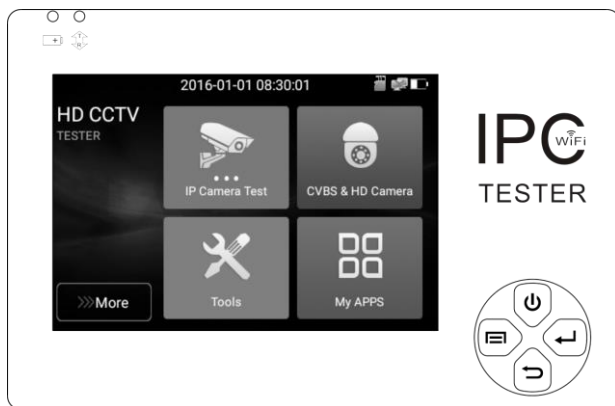 T
R
2016-01-01 08:30:01
HD CCTV
TESTER
IP Camera Test
CVBS & HD Camera
Tools
My APPS
>>>More
IPC
WiFi
TESTER